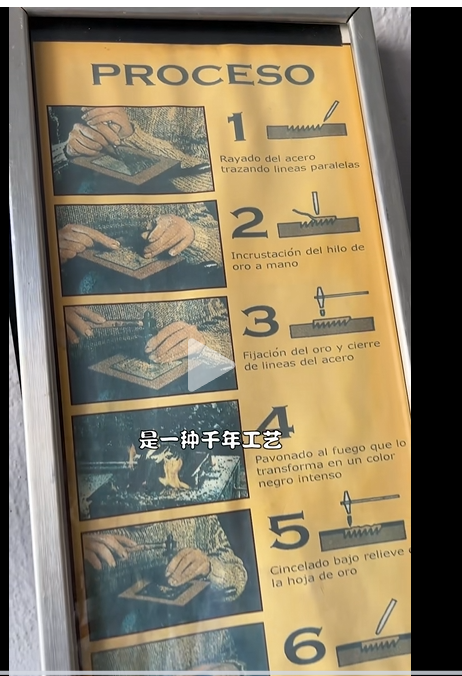 PROCESO
1
Rayado del acero
trazando lineas paralelas
2
Incrustación del hilo de
oro a mano
3
Fijación del oro y cierre
de lineas del acero
是一种千年工艺
4
Pavonado al fuego que lo
transforma en un color
negro intenso
5
Cincelado bajo relieve
la hoja de oro
6